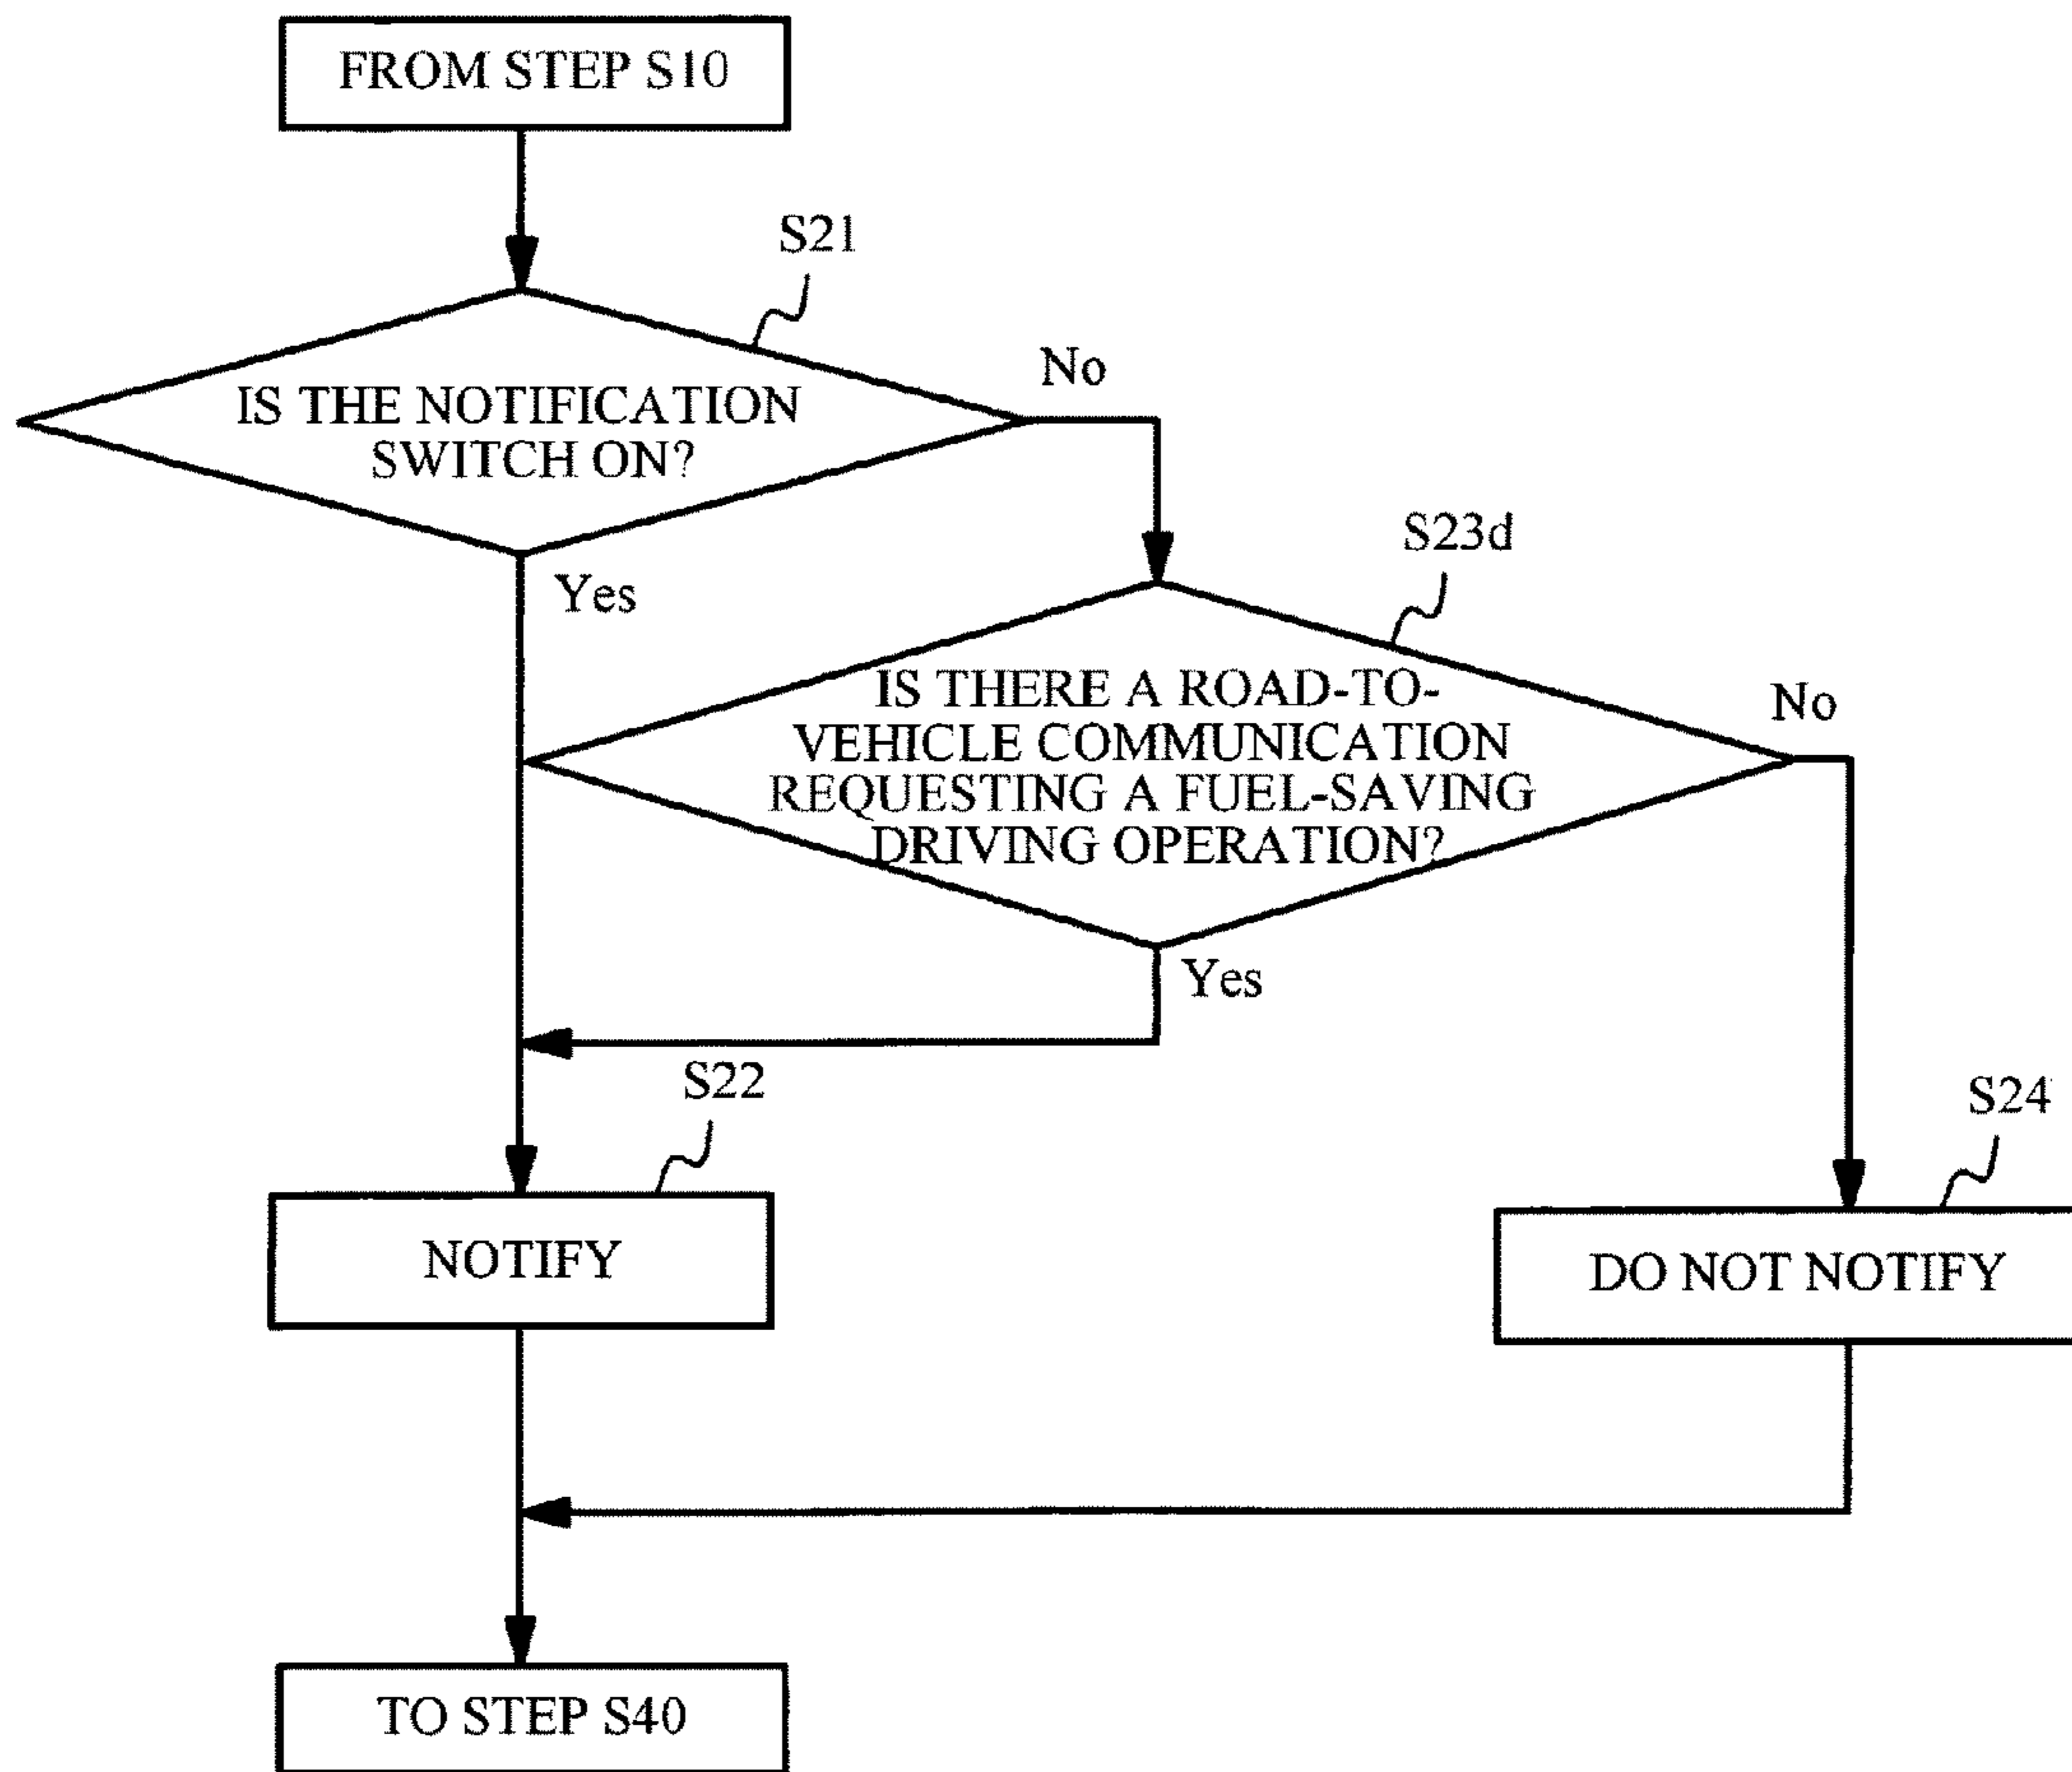 FROM STEP S10
S21
No
IS THE NOTIFICATION
SWITCH ON?
S23d
Yes
IS THERE A ROAD-TO-
VEHICLE COMMUNICATION
REQUESTING A FUEL-SAVING
DRIVING OPERATION?
No
Yes
S22
S24
NOTIFY
DO NOT NOTIFY
TO STEP S40